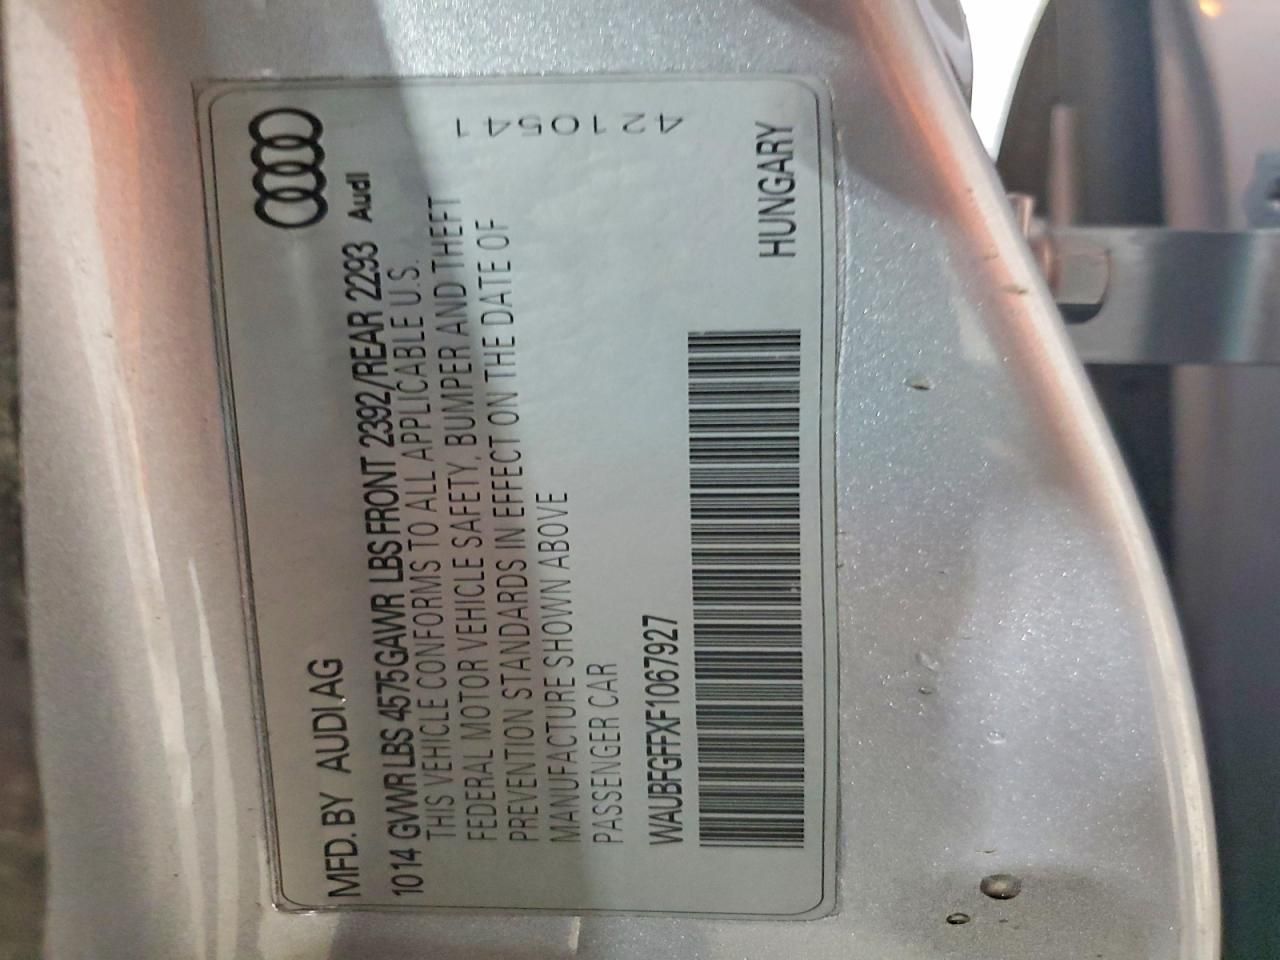 MFD. BY AUDI AG
1014 GVWR LBS 4575 GAWR LBS FRONT 2392/REAR 2293 Audi
THIS VEHICLE CONFORMS TO ALL APPLICABLE U.S.
FEDERAL MOTOR VEHICLE SAFETY, BUMPER AND THEFT
PREVENTION STANDARDS IN EFFECT ON THE DATE OF
MANUFACTURE SHOWN ABOVE
PASSENGER CAR
WAUBFGFFXF1067927
HUNGARY
4210541